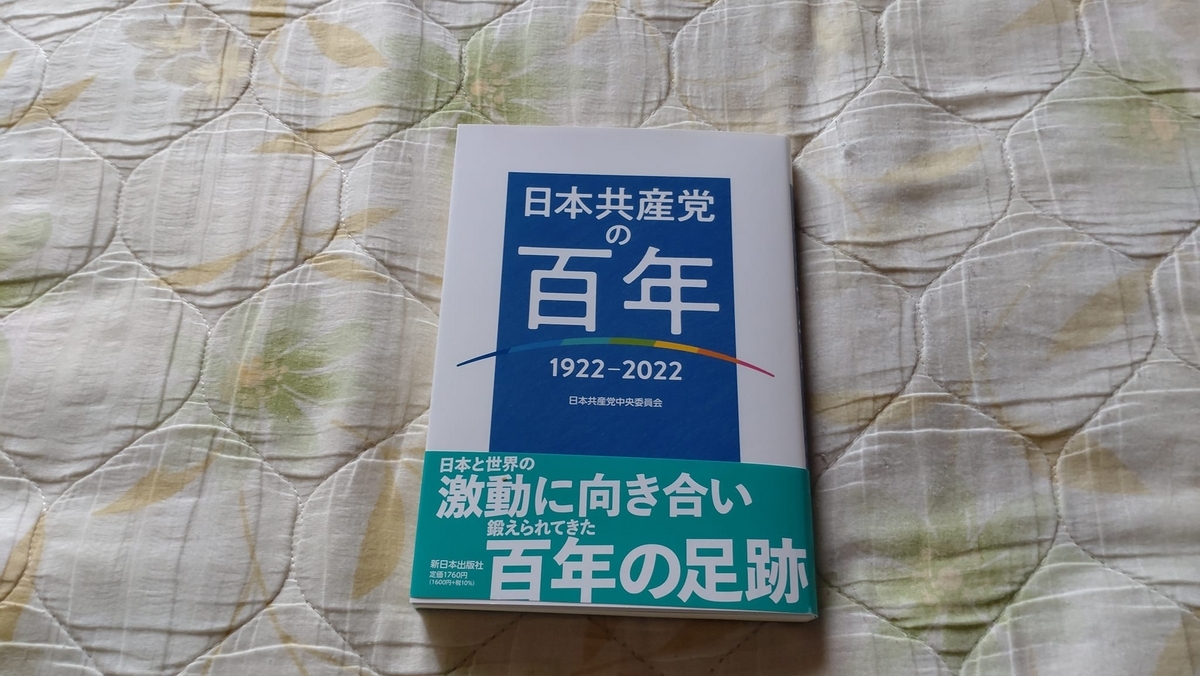 日本共産党
の
百年
1922–2022
日本共産党中央委員会
日本と世界の
激動に向き合い
鍛えられてきた
百年の足跡
新日本出版社
定価1760円
(1600円+税10%)